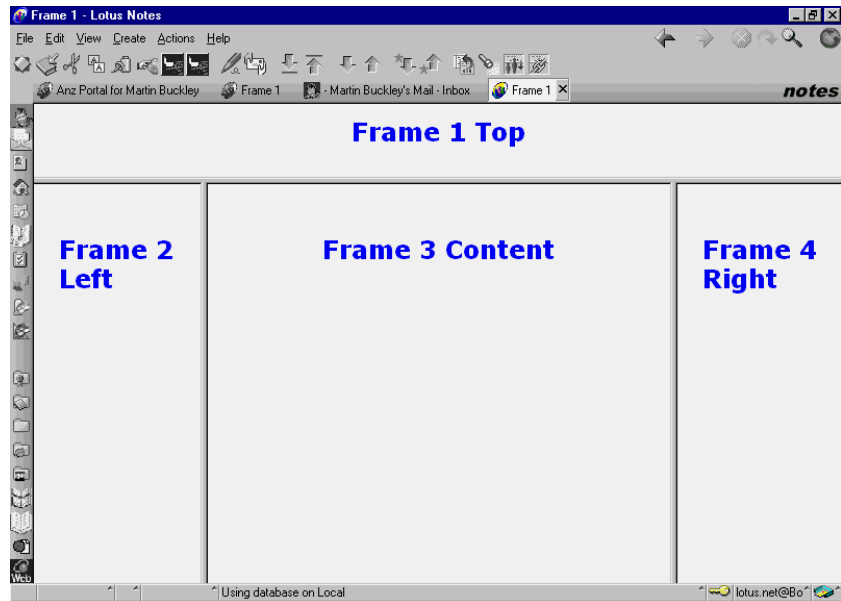 Frame 1 - Lotus Notes
File Edit View Create Actions Help
Anz Portal for Martin Buckley Frame 1 - Martin Buckley's Mail - Inbox Frame 1 notes
Frame 1 Top
Frame 2
Left
Frame 3 Content
Frame 4
Right
Web
Using database on Local lotus.net@Bo